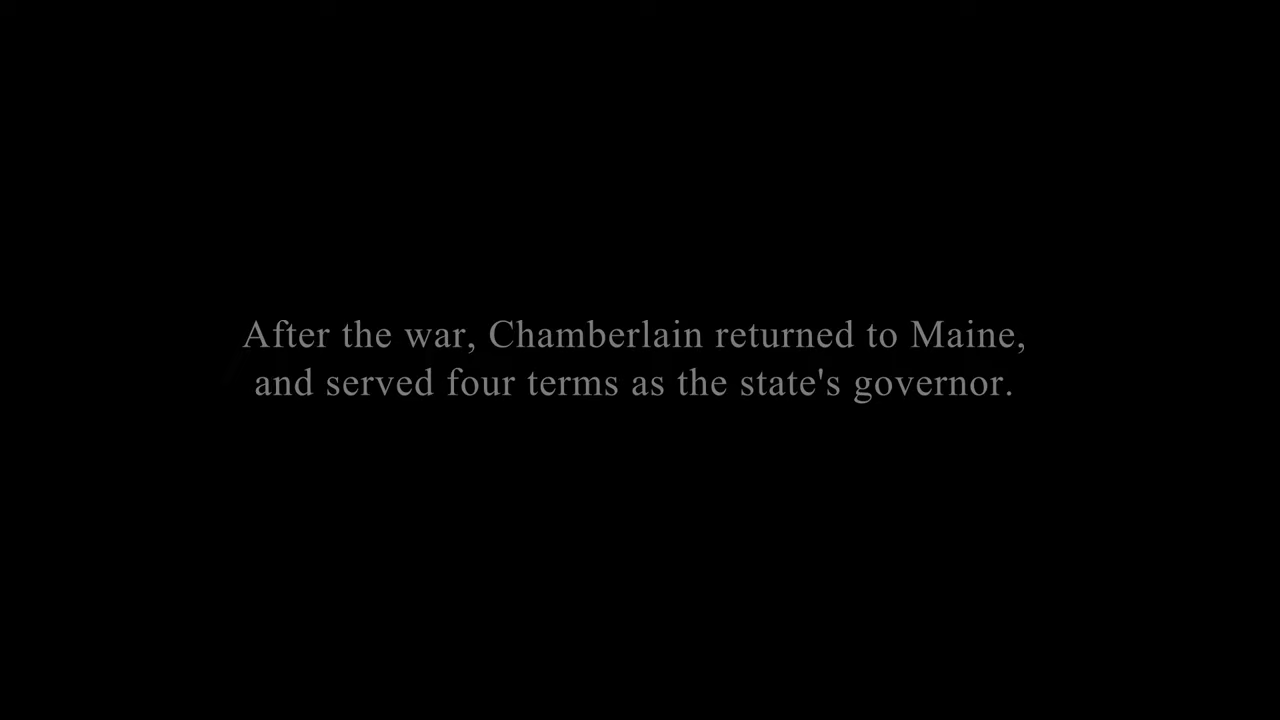 After the war, Chamberlain returned to Maine,
and served four terms as the state's governor.